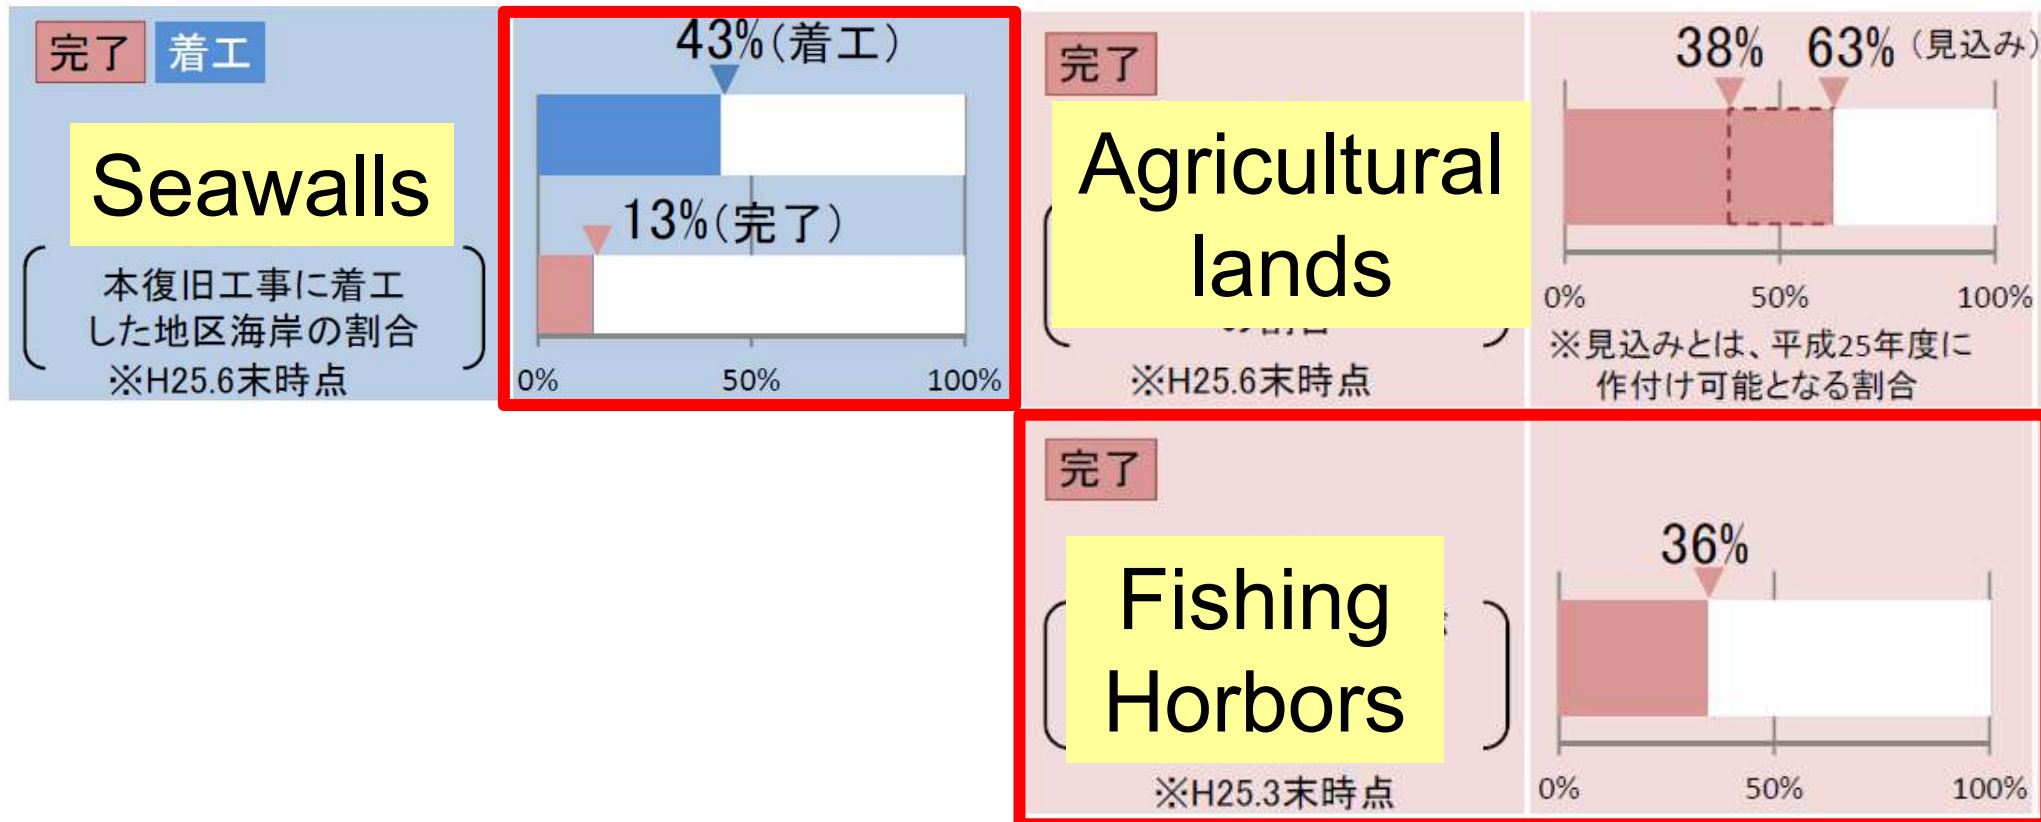 完了 着工
Seawalls
本復旧工事に着工
した地区海岸の割合
※H25.6末時点
43%(着工)
13%(完了)
0% 50% 100%
完了
Agricultural
lands
の割合
※H25.6末時点
38% 63%(見込み)
0% 50% 100%
※見込みとは、平成25年度に
作付け可能となる割合
完了
Fishing
Horbors
※H25.3末時点
36%
0% 50% 100%